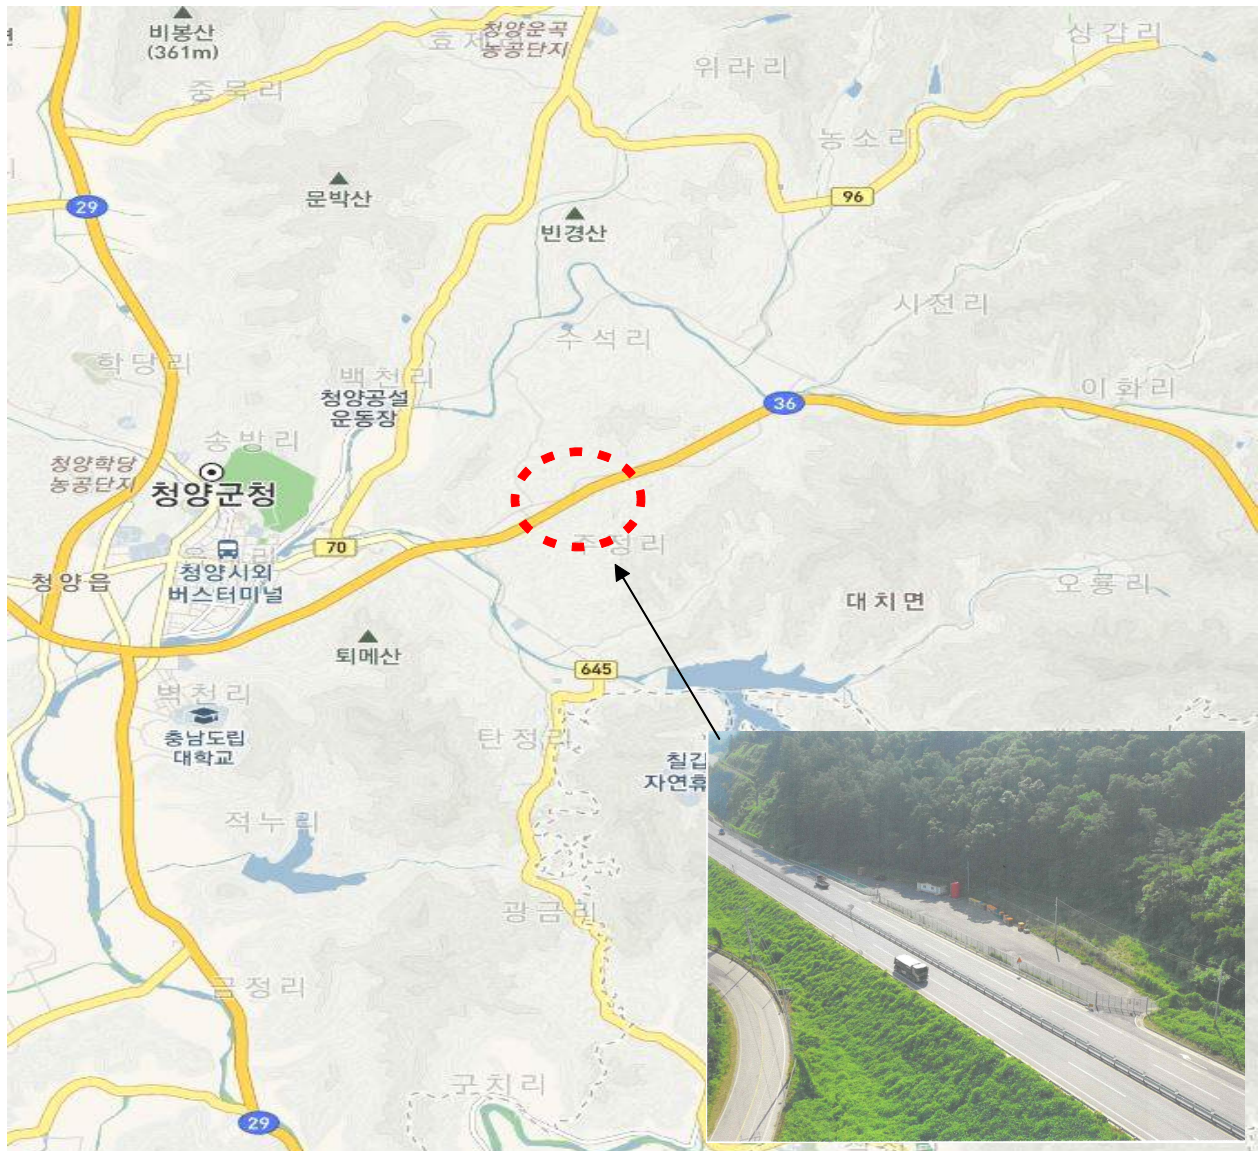 비봉산
(361m)
청양운곡
농공단지
상갑리
위라리
중묵리
농소리
문박산
96
29
빈경산
시전리
수석리
학당리
백천리
이화리
청양공설
운동장
36
송방리
청양학당
농공단지
청양군청
70
주정리
청양시외
버스터미널
청양읍
오룡리
대치면
퇴메산
645
벽천리
충남도립
대학교
탄정리
칠갑
자연휴
적누리
광금리
금정리
구치리
29